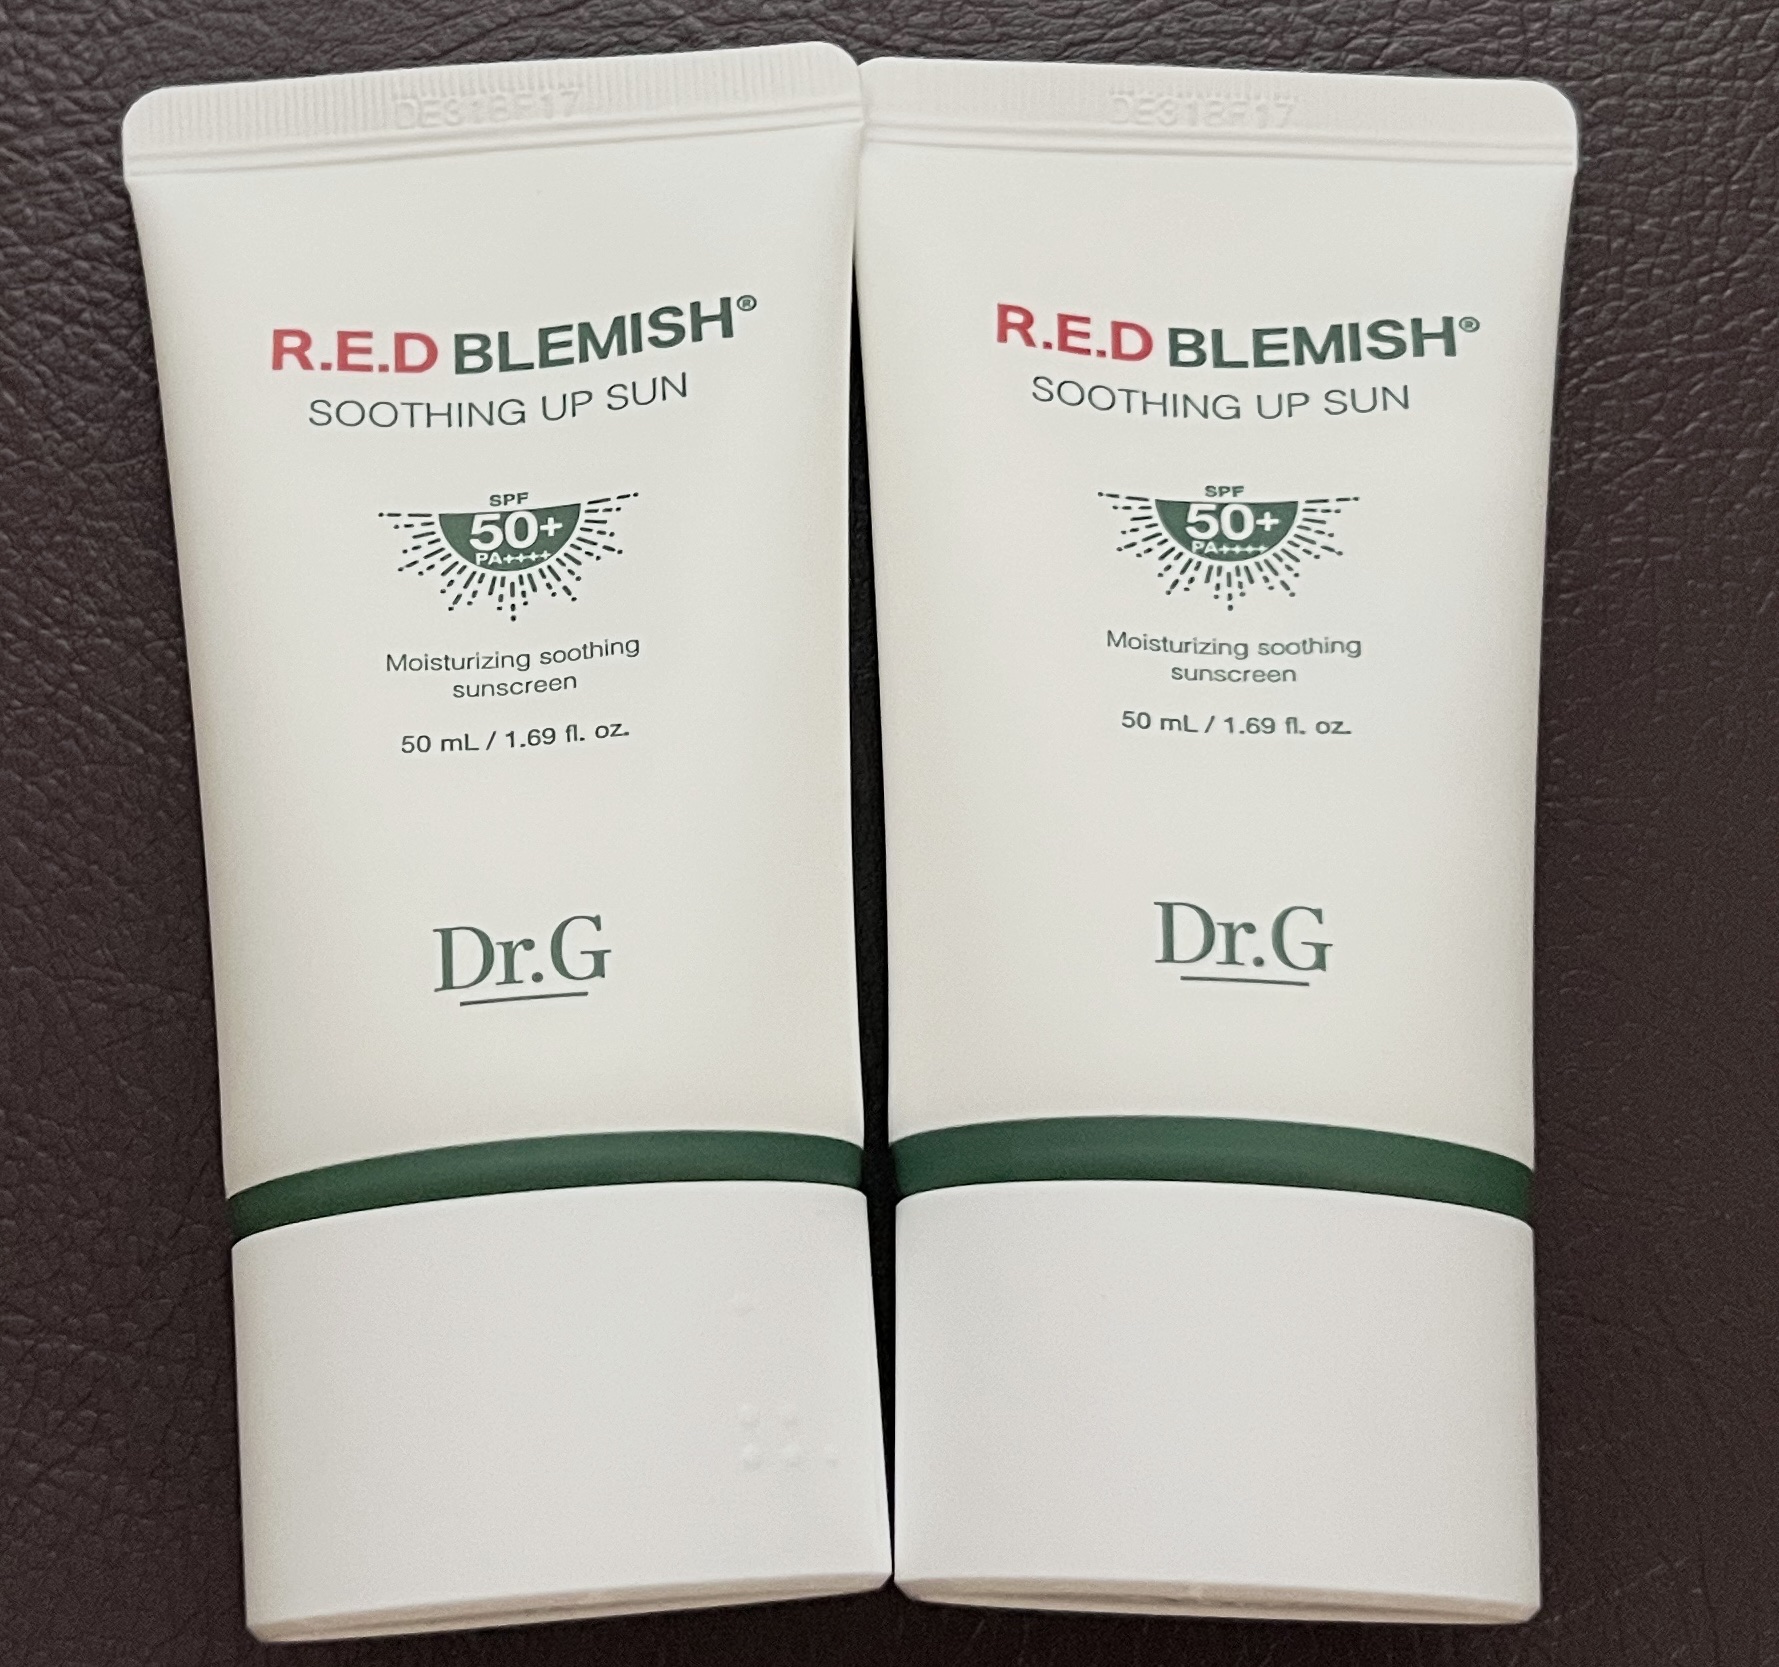 DE318F17
R.E.D BLEMISH®
SOOTHING UP SUN
SPF
50+
PA++++
Moisturizing soothing
sunscreen
50 mL / 1.69 fl. oz.
Dr.G
DE318F17
R.E.D BLEMISH®
SOOTHING UP SUN
SPF
50+
PA++++
Moisturizing soothing
sunscreen
50 mL / 1.69 fl. oz.
Dr.G